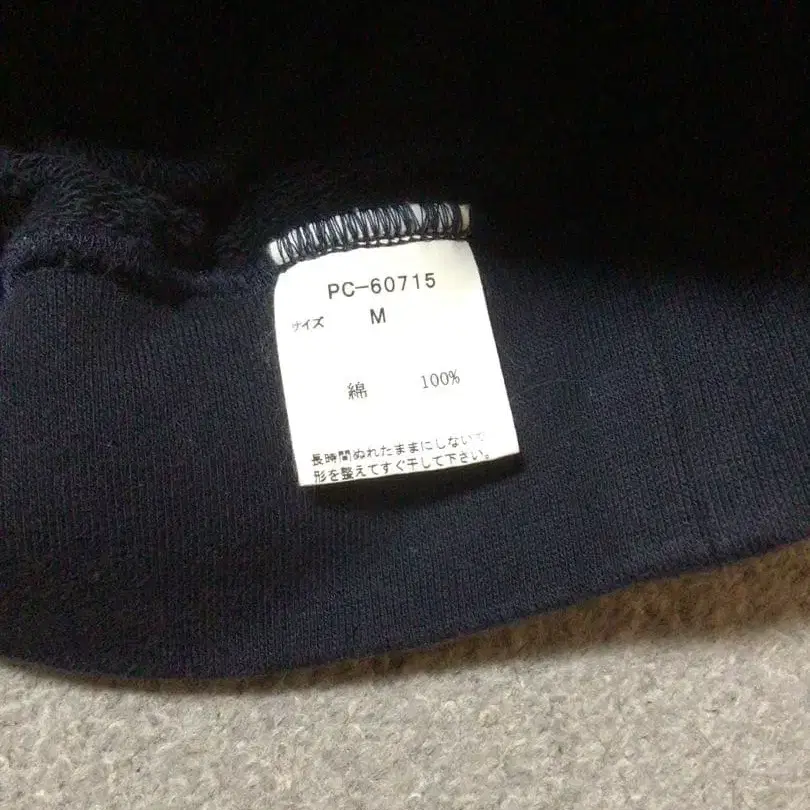 PC-60715
サイズ M
綿 100%
長時間ぬれたままにしないで
形を整えてすぐ干して下さい。